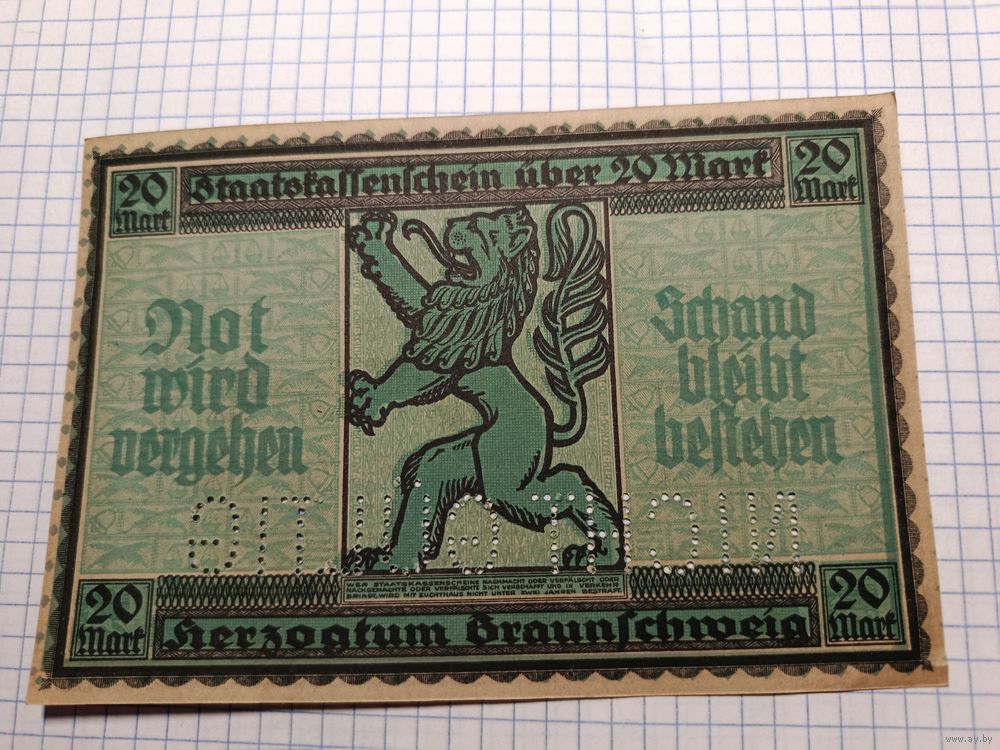 20 Mark
Staatskassenschein über 20 Mark
20 Mark
Not
wird
vergehen
Schand
bleibt
bestehen
NICHT GÜLTIG
WER STAATSKASSENSCHEINE NACHMACHT ODER VERFÄLSCHT ODER
NACHGEMACHTE ODER VERFÄLSCHTE SICH VERSCHAFFT UND IN VERKEHR
BRINGT, WIRD MIT ZUCHTHAUS NICHT UNTER ZWEI JAHREN BESTRAFT
20 Mark
Herzogtum Braunschweig
20 Mark
www.ay.by